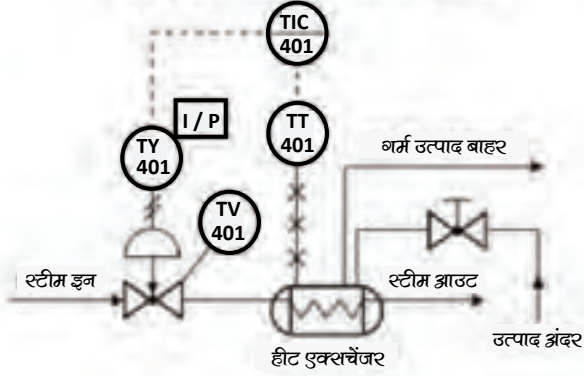 TIC
401
I / P
TY
401
TT
401
गर्म उत्पाद बाहर
TV
401
स्टीम इन
स्टीम आउट
उत्पाद अंदर
हीट एक्सचेंजर